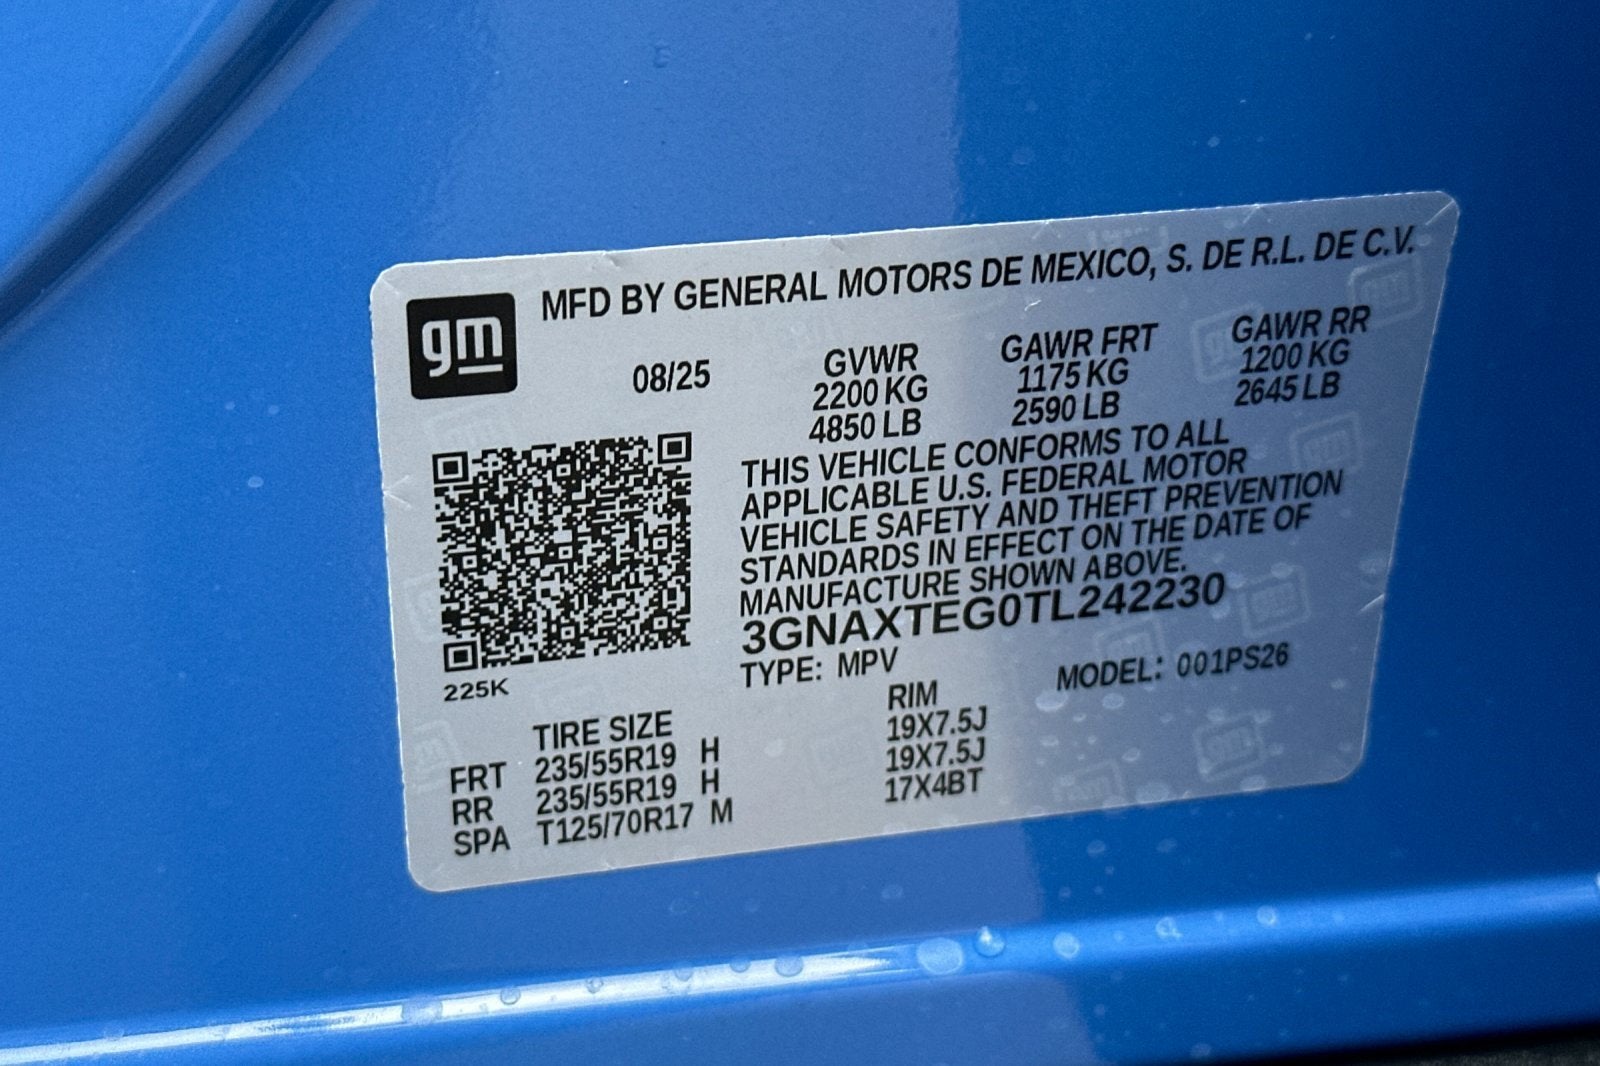 gm
MFD BY GENERAL MOTORS DE MEXICO, S. DE R.L. DE C.V.
08/25 GVWR GAWR FRT GAWR RR
2200 KG 1175 KG 1200 KG
4850 LB 2590 LB 2645 LB
THIS VEHICLE CONFORMS TO ALL
APPLICABLE U.S. FEDERAL MOTOR
VEHICLE SAFETY AND THEFT PREVENTION
STANDARDS IN EFFECT ON THE DATE OF
MANUFACTURE SHOWN ABOVE.
3GNAXTEG0TL242230
TYPE: MPV MODEL: 001PS26
225K
TIRE SIZE RIM
FRT 235/55R19 H 19X7.5J
RR 235/55R19 H 19X7.5J
SPA T125/70R17 M 17X4BT